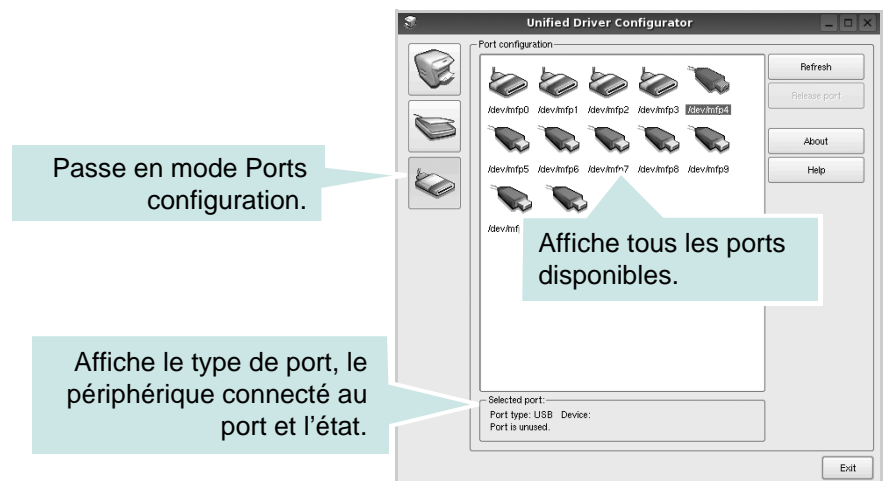 Unified Driver Configurator
Port configuration
/dev/mfp0 /dev/mfp1 /dev/mfp2 /dev/mfp3 /dev/mfp4
/dev/mfp5 /dev/mfp6 /dev/mfp7 /dev/mfp8 /dev/mfp9
Refresh
Release port
About
Help
Passe en mode Ports
configuration.
Affiche tous les ports
disponibles.
Affiche le type de port, le
périphérique connecté au
port et l'état.
Selected port:
Port type: USB Device:
Port is unused.
Exit